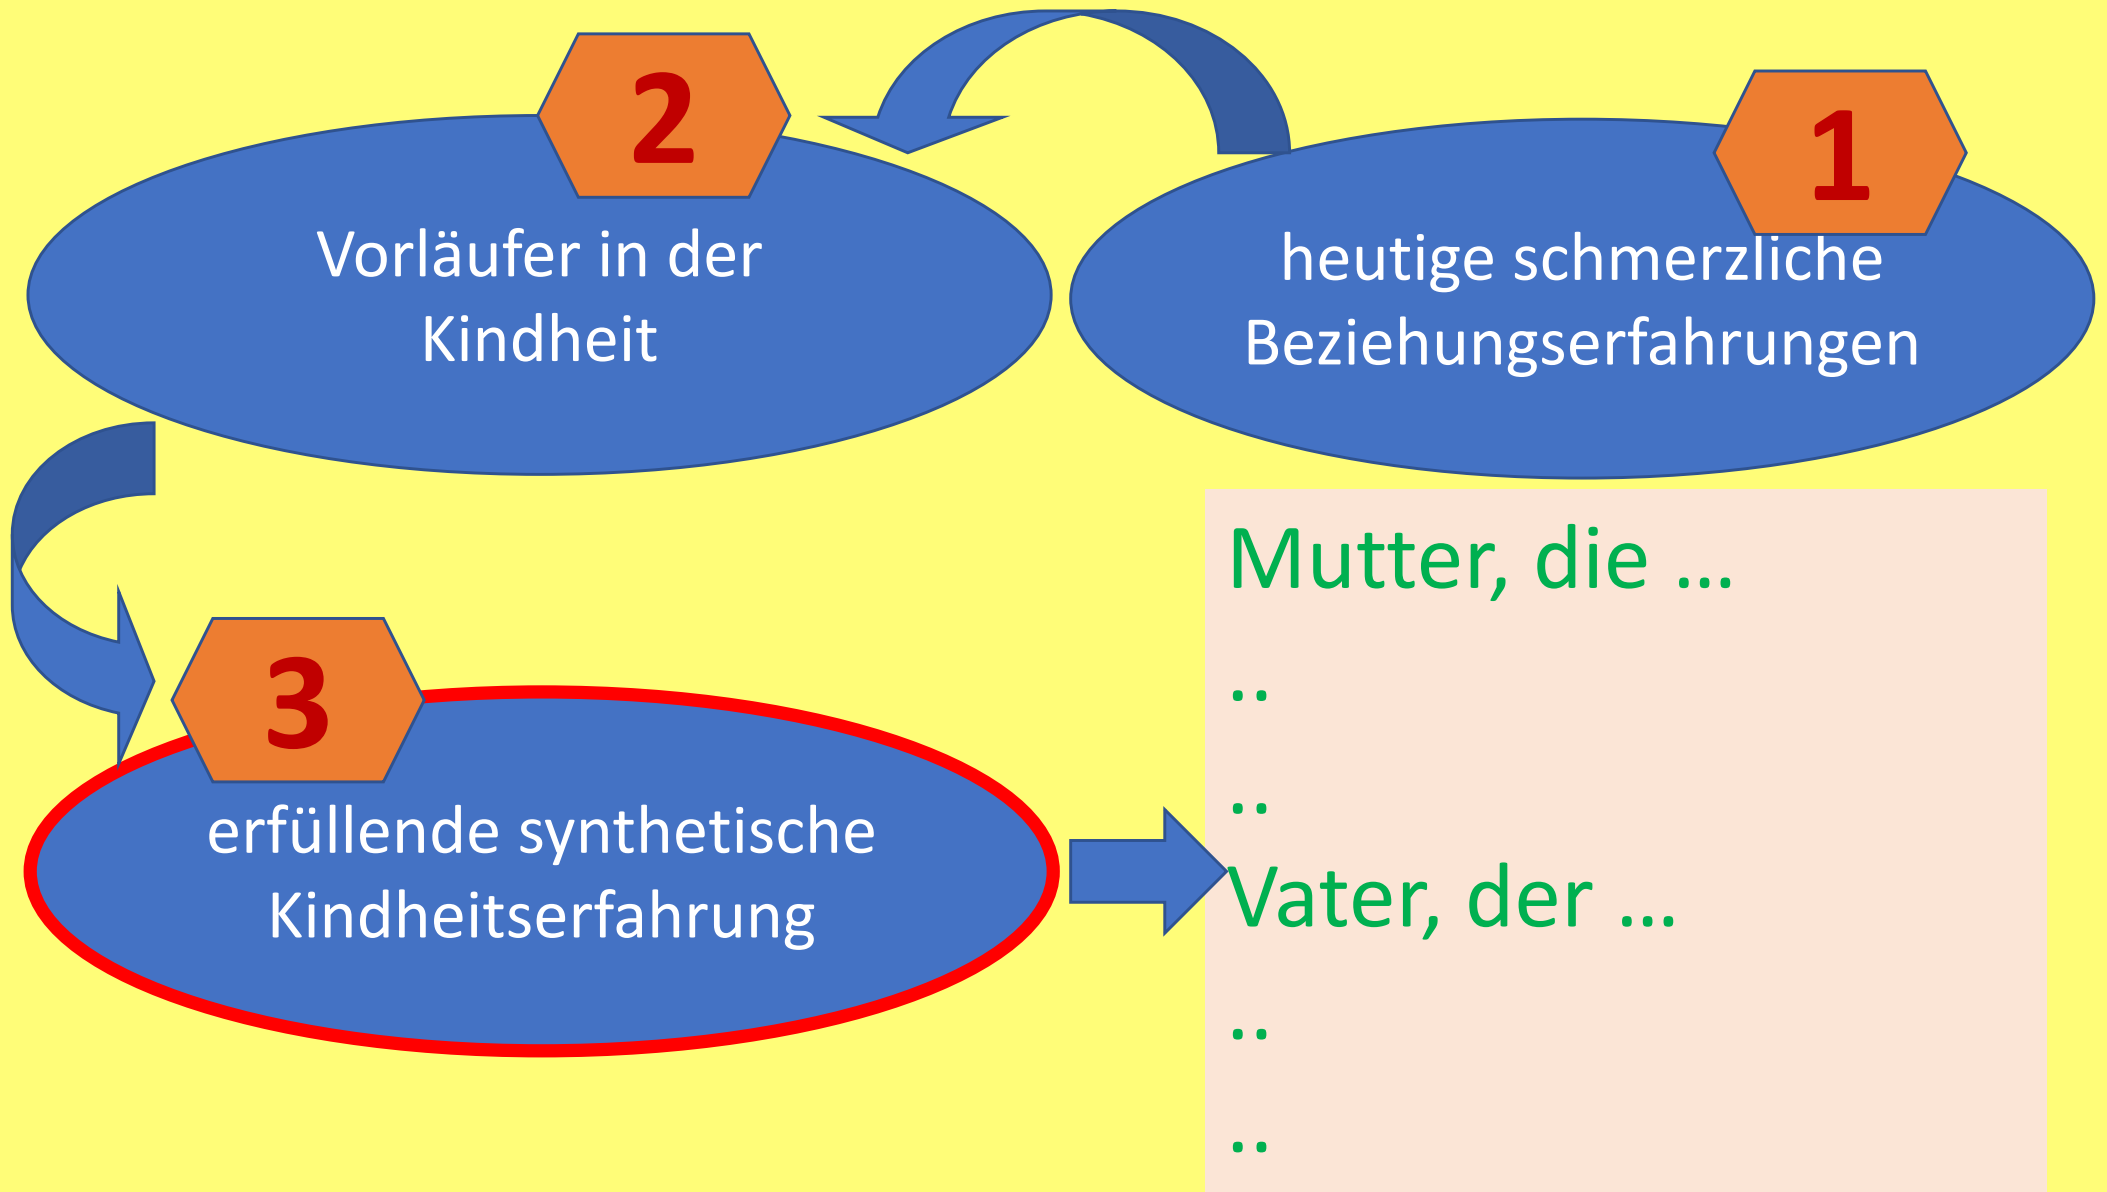 1
heutige schmerzliche
Beziehungserfahrungen
2
Vorläufer in der
Kindheit
3
erfüllende synthetische
Kindheitserfahrung
Mutter, die …
..
..
Vater, der …
..
..